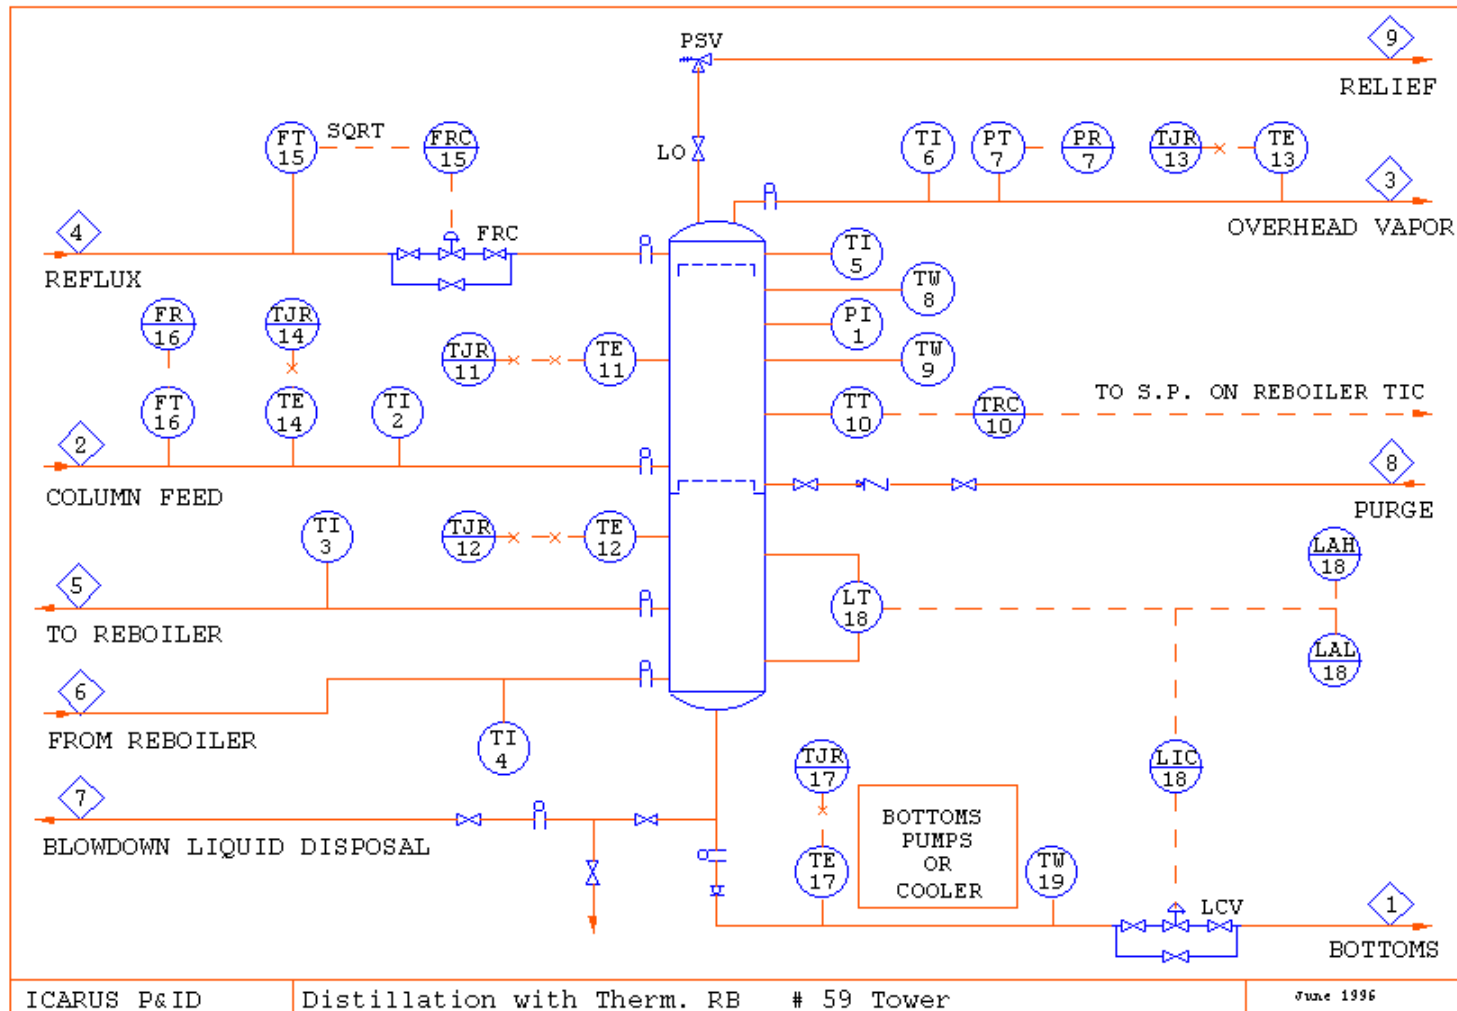 PSV
9
RELIEF
FT
15
SQRT
FRC
15
LO
TI
6
PT
7
PR
7
TJR
13
TE
13
3
OVERHEAD VAPOR
4
REFLUX
FRC
TI
5
TW
8
FR
16
TJR
14
PI
1
TJR
11
TE
11
TW
9
FT
16
TE
14
TI
2
TT
10
TRC
10
TO S.P. ON REBOILER TIC
2
COLUMN FEED
8
PURGE
TI
3
TJR
12
TE
12
LAH
18
5
TO REBOILER
LT
18
LAL
18
6
FROM REBOILER
TI
4
TJR
17
LIC
18
7
BLOWDOWN LIQUID DISPOSAL
BOTTOMS
PUMPS
OR
COOLER
TE
17
TW
19
LCV
1
BOTTOMS
ICARUS P&ID
Distillation with Therm. RB # 59 Tower
June 1996